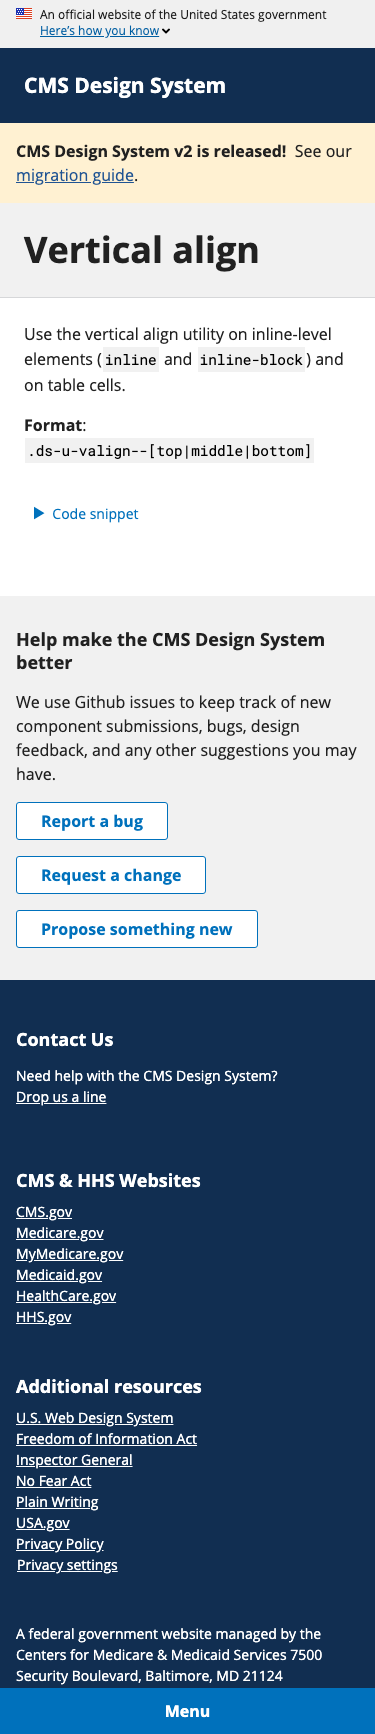 An official website of the United States government
Here's how you know
CMS Design System
CMS Design System v2 is released! See our
migration guide.
Vertical align
Use the vertical align utility on inline-level
elements (inline and inline-block) and
on table cells.
Format:
.ds-u-valign--[top|middle|bottom]
Code snippet
Help make the CMS Design System
better
We use Github issues to keep track of new
component submissions, bugs, design
feedback, and any other suggestions you may
have.
Report a bug
Request a change
Propose something new
Contact Us
Need help with the CMS Design System?
Drop us a line
CMS & HHS Websites
CMS.gov
Medicare.gov
MyMedicare.gov
Medicaid.gov
HealthCare.gov
HHS.gov
Additional resources
U.S. Web Design System
Freedom of Information Act
Inspector General
No Fear Act
Plain Writing
USA.gov
Privacy Policy
Privacy settings
A federal government website managed by the
Centers for Medicare & Medicaid Services 7500
Security Boulevard, Baltimore, MD 21124
Menu